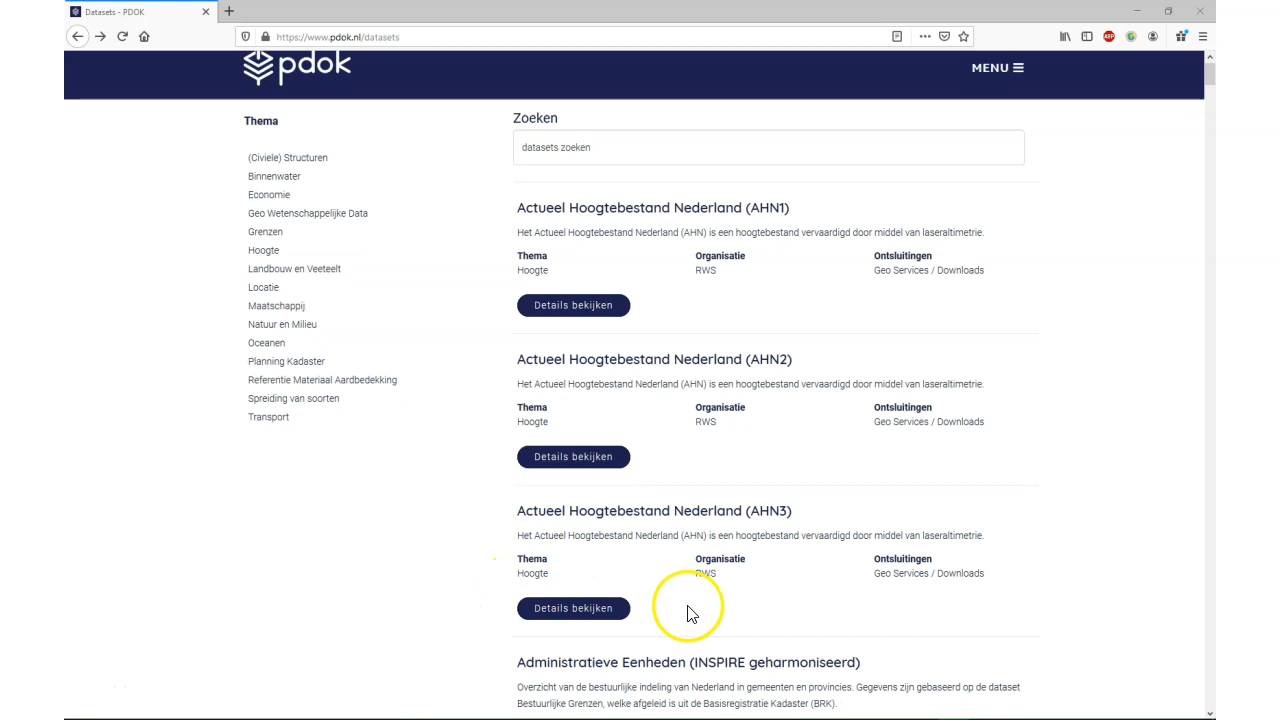 Datasets - PDOK
https://www.pdok.nl/datasets
ABP
pdok
MENU
Thema
(Civiele) Structuren
Binnenwater
Economie
Geo Wetenschappelijke Data
Grenzen
Hoogte
Landbouw en Veeteelt
Locatie
Maatschappij
Natuur en Milieu
Oceanen
Planning Kadaster
Referentie Materiaal Aardbedekking
Spreiding van soorten
Transport
Zoeken
datasets zoeken
Actueel Hoogtebestand Nederland (AHN1)
Het Actueel Hoogtebestand Nederland (AHN) is een hoogtebestand vervaardigd door middel van laseraltimetrie.
Thema Organisatie Ontsluitingen
Hoogte RWS Geo Services / Downloads
Details bekijken
Actueel Hoogtebestand Nederland (AHN2)
Het Actueel Hoogtebestand Nederland (AHN) is een hoogtebestand vervaardigd door middel van laseraltimetrie.
Thema Organisatie Ontsluitingen
Hoogte RWS Geo Services / Downloads
Details bekijken
Actueel Hoogtebestand Nederland (AHN3)
Het Actueel Hoogtebestand Nederland (AHN) is een hoogtebestand vervaardigd door middel van laseraltimetrie.
Thema Organisatie Ontsluitingen
Hoogte RWS Geo Services / Downloads
Details bekijken
Administratieve Eenheden (INSPIRE geharmoniseerd)
Overzicht van de bestuurlijke indeling van Nederland in gemeenten en provincies. Gegevens zijn gebaseerd op de dataset
Bestuurlijke Grenzen, welke afgeleid is uit de Basisregistratie Kadaster (BRK).